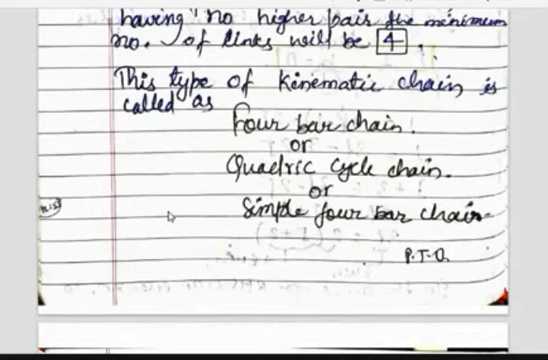 having no higher pair the minimum
no. of links will be 4.
This type of kinematic chain is
called as
Four bar chain.
or
Quadric cycle chain.
or
Simple four bar chain
P.T.O.